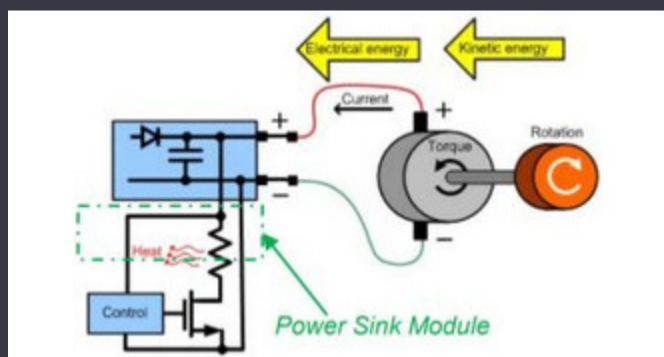 Electrical energy
Kinetic energy
Current
+
+
Rotation
Torque
−
−
Heat
Control
Power Sink Module